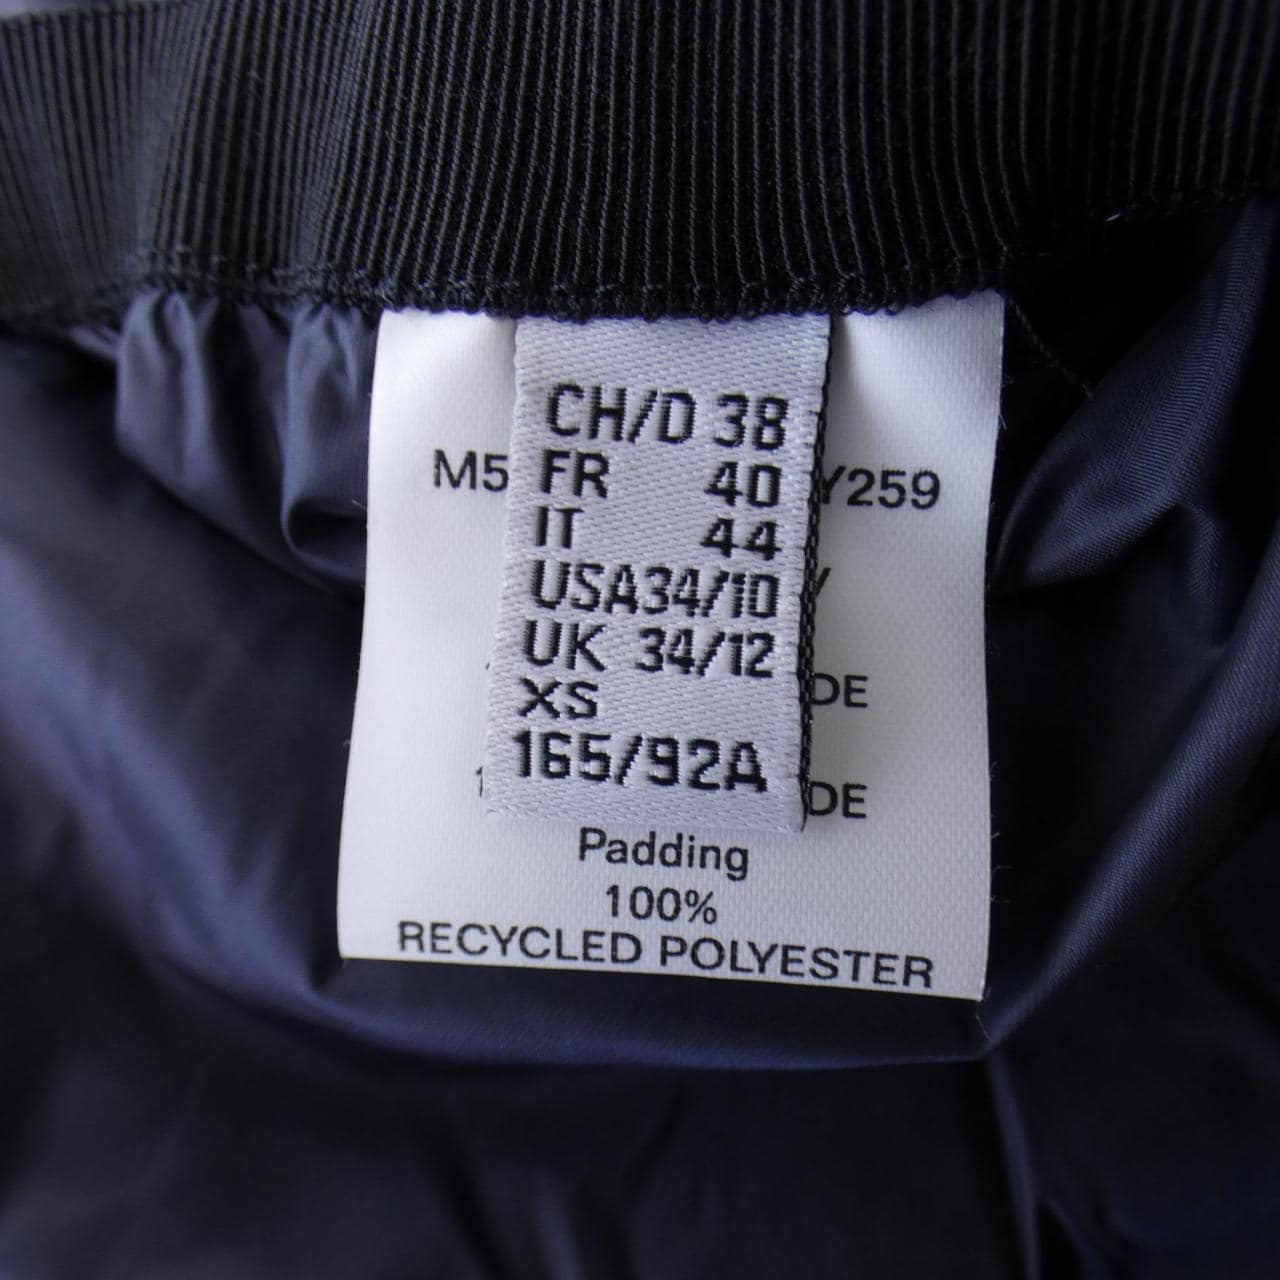 CH/D 38
FR 40
IT 44
USA34/10
UK 34/12
XS
165/92A
M5
Y259
DE
DE
Padding
100%
RECYCLED POLYESTER